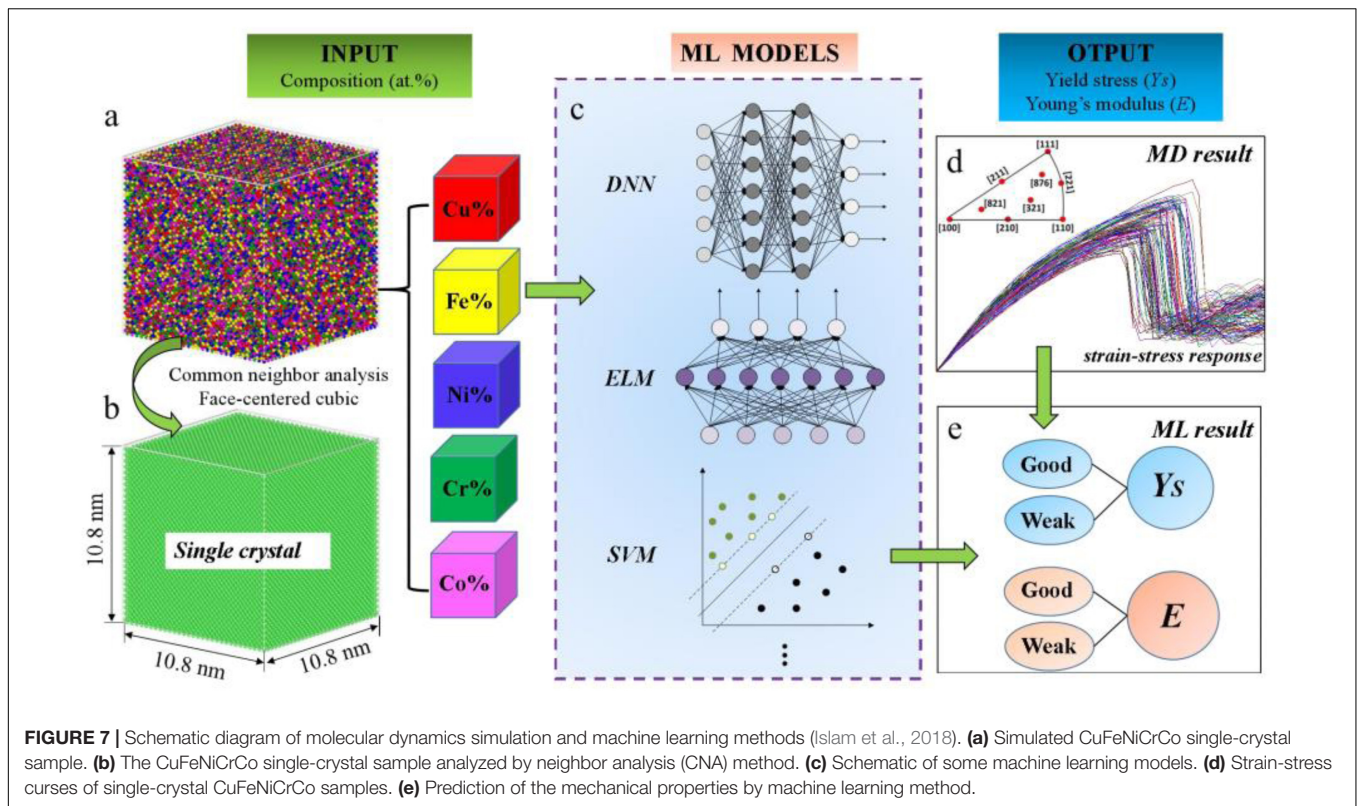 INPUT
Composition (at.%)
ML MODELS
OTPUT
Yield stress (Ys)
Young's modulus (E)
a
Cu%
Fe%
Ni%
Cr%
Co%
Common neighbor analysis
Face-centered cubic
b
10.8 nm
Single crystal
10.8 nm
10.8 nm
c
DNN
ELM
SVM
d
MD result
[111]
[211]
[876]
[221]
[821]
[321]
[100]
[210]
[110]
strain-stress response
e
ML result
Good
Weak
Ys
Good
Weak
E
FIGURE 7 | Schematic diagram of molecular dynamics simulation and machine learning methods (Islam et al., 2018). (a) Simulated CuFeNiCrCo single-crystal
sample. (b) The CuFeNiCrCo single-crystal sample analyzed by neighbor analysis (CNA) method. (c) Schematic of some machine learning models. (d) Strain-stress
curses of single-crystal CuFeNiCrCo samples. (e) Prediction of the mechanical properties by machine learning method.